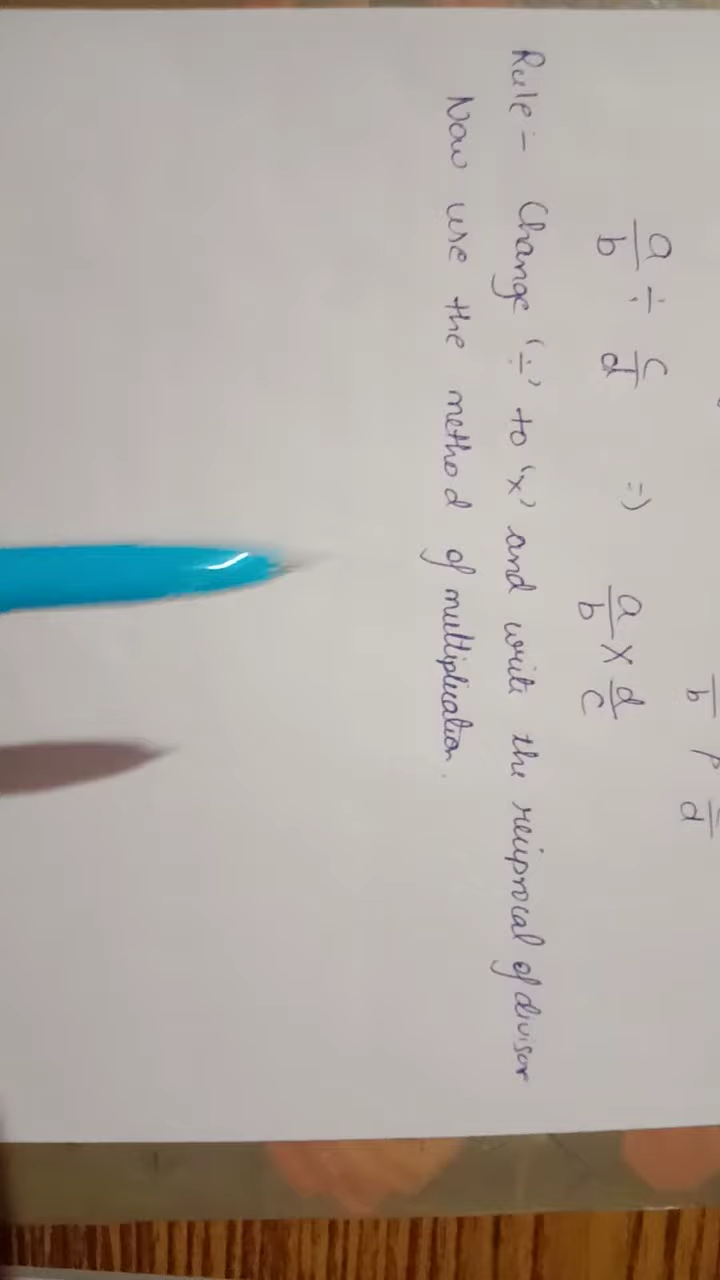 a/b ÷ c/d => a/b × d/c
Rule:- Change '÷' to 'x' and write the reciprocal of divisor
Now use the method of multiplication.